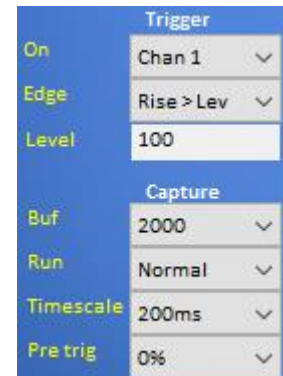 Trigger
On Chan 1
Edge Rise > Lev
Level 100
Capture
Buf 2000
Run Normal
Timescale 200ms
Pre trig 0%